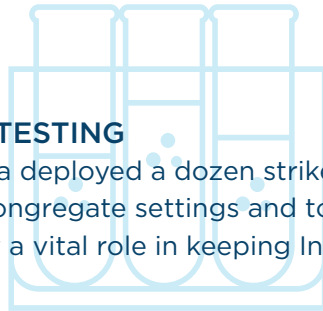 TESTING
a deployed a dozen strike
ongregate settings and to
a vital role in keeping In